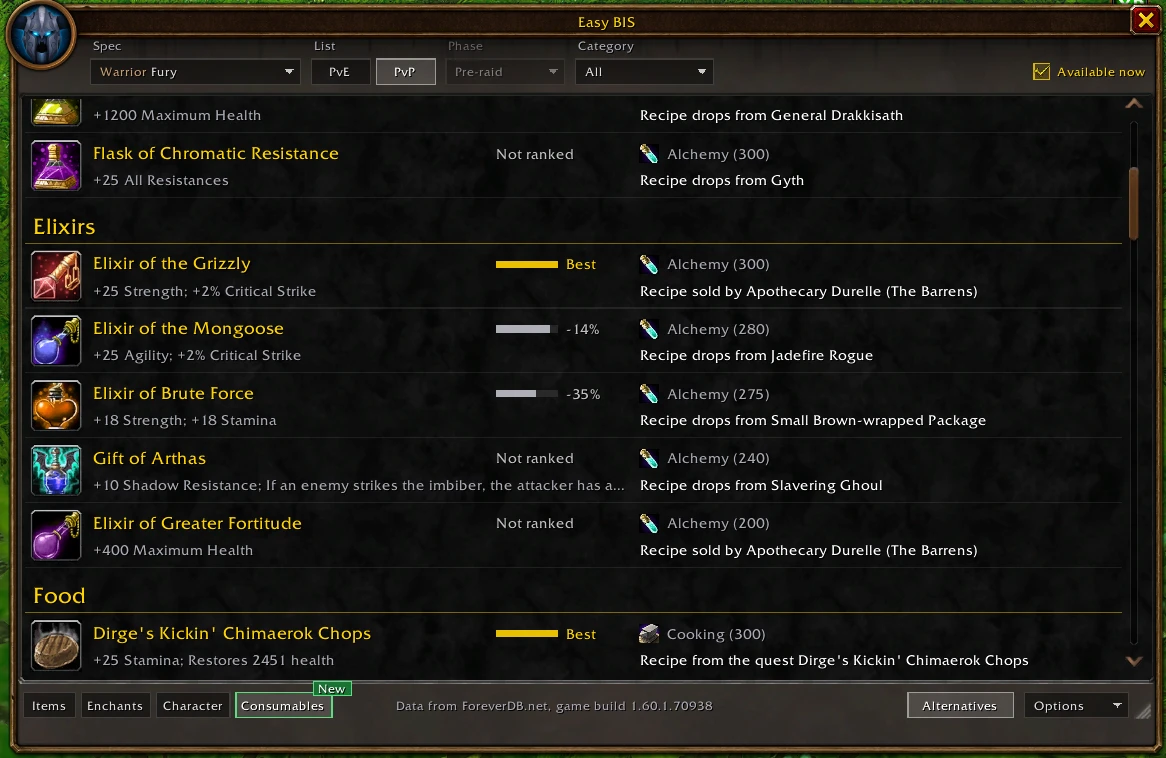 Easy BIS
Spec
List
Phase
Category
Warrior Fury
PvE
PvP
Pre-raid
All
Available now
+1200 Maximum Health
Recipe drops from General Drakkisath
Flask of Chromatic Resistance
Not ranked
Alchemy (300)
+25 All Resistances
Recipe drops from Gyth
Elixirs
Elixir of the Grizzly
Best
Alchemy (300)
+25 Strength; +2% Critical Strike
Recipe sold by Apothecary Durelle (The Barrens)
Elixir of the Mongoose
-14%
Alchemy (280)
+25 Agility; +2% Critical Strike
Recipe drops from Jadefire Rogue
Elixir of Brute Force
-35%
Alchemy (275)
+18 Strength; +18 Stamina
Recipe drops from Small Brown-wrapped Package
Gift of Arthas
Not ranked
Alchemy (240)
+10 Shadow Resistance; If an enemy strikes the imbiber, the attacker has a...
Recipe drops from Slavering Ghoul
Elixir of Greater Fortitude
Not ranked
Alchemy (200)
+400 Maximum Health
Recipe sold by Apothecary Durelle (The Barrens)
Food
Dirge's Kickin' Chimaerok Chops
Best
Cooking (300)
+25 Stamina; Restores 2451 health
Recipe from the quest Dirge's Kickin' Chimaerok Chops
New
Items
Enchants
Character
Consumables
Data from ForeverDB.net, game build 1.60.1.70938
Alternatives
Options